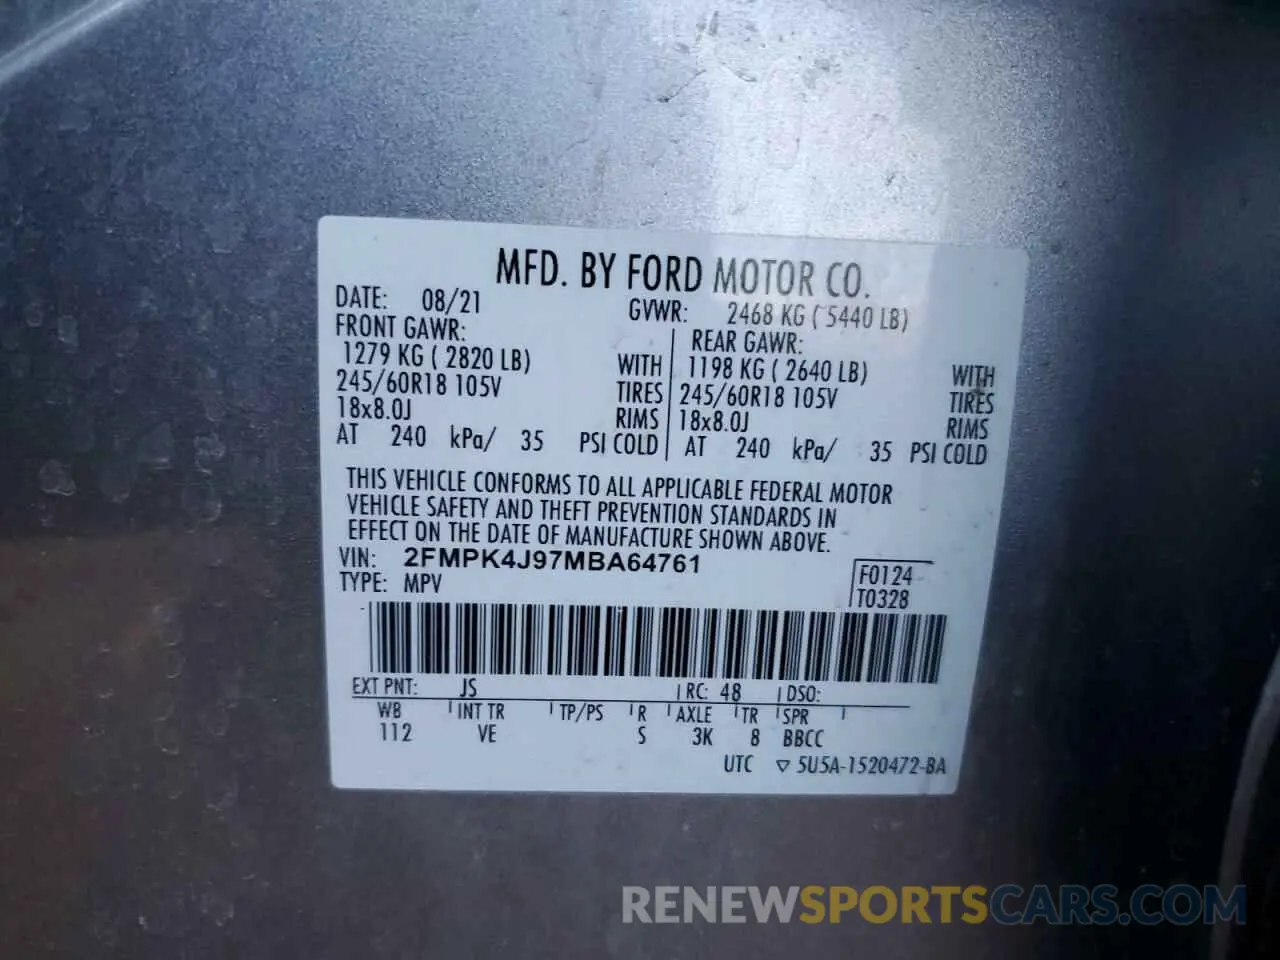 MFD. BY FORD MOTOR CO.
DATE: 08/21 GVWR: 2468 KG ( 5440 LB)
FRONT GAWR: REAR GAWR:
1279 KG ( 2820 LB) WITH 1198 KG ( 2640 LB) WITH
245/60R18 105V TIRES 245/60R18 105V TIRES
18x8.0J RIMS 18x8.0J RIMS
AT 240 kPa/ 35 PSI COLD AT 240 kPa/ 35 PSI COLD
THIS VEHICLE CONFORMS TO ALL APPLICABLE FEDERAL MOTOR
VEHICLE SAFETY AND THEFT PREVENTION STANDARDS IN
EFFECT ON THE DATE OF MANUFACTURE SHOWN ABOVE.
VIN: 2FMPK4J97MBA64761 F0124
TYPE: MPV T0328
EXT PNT: JS RC: 48 DSO:
WB INT TR TP/PS R AXLE TR SPR
112 VE S 3K 8 BBCC
UTC ▽ 5U5A-1520472-BA
RENEWSPORTSCARS.COM